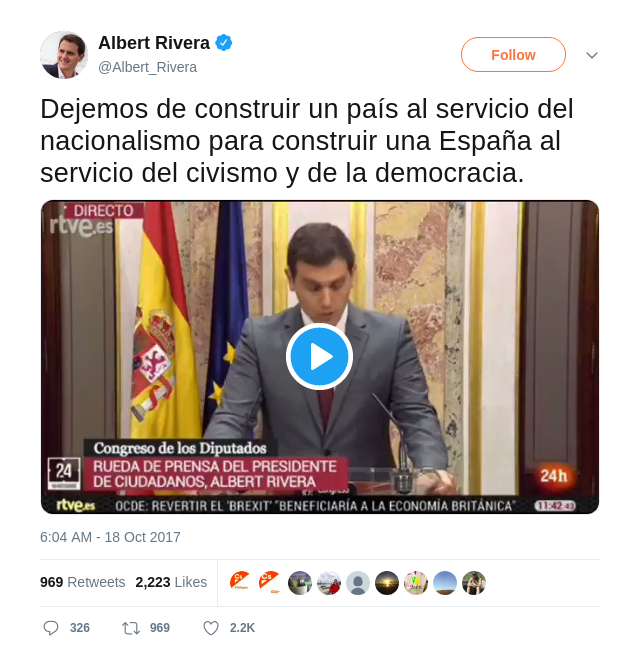 Albert Rivera
@Albert_Rivera
Follow
Dejemos de construir un país al servicio del
nacionalismo para construir una España al
servicio del civismo y de la democracia.
DIRECTO
rtve.es
Congreso de los Diputados
24
RUEDA DE PRENSA DEL PRESIDENTE
DE CIUDADANOS, ALBERT RIVERA
24h
rtve.es OCDE: REVERTIR EL 'BREXIT' "BENEFICIARÍA A LA ECONOMÍA BRITÁNICA" 11:42:43
6:04 AM - 18 Oct 2017
969 Retweets 2,223 Likes
326 969 2.2K